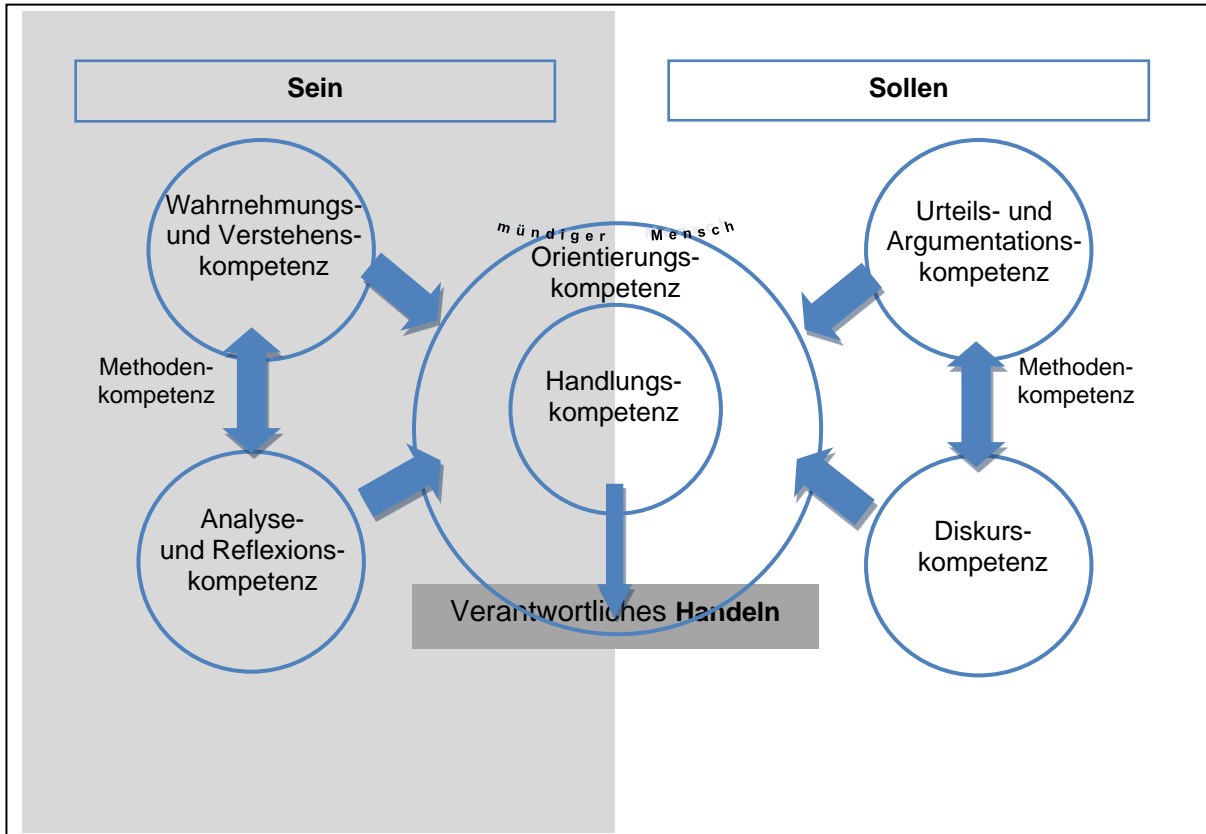 Sein
Sollen
Wahrnehmungs-
und Verstehens-
kompetenz
Urteils- und
Argumentations-
kompetenz
mündiger Mensch
Orientierungs-
kompetenz
Methoden-
kompetenz
Handlungs-
kompetenz
Methoden-
kompetenz
Analyse-
und Reflexions-
kompetenz
Diskurs-
kompetenz
Verantwortliches Handeln